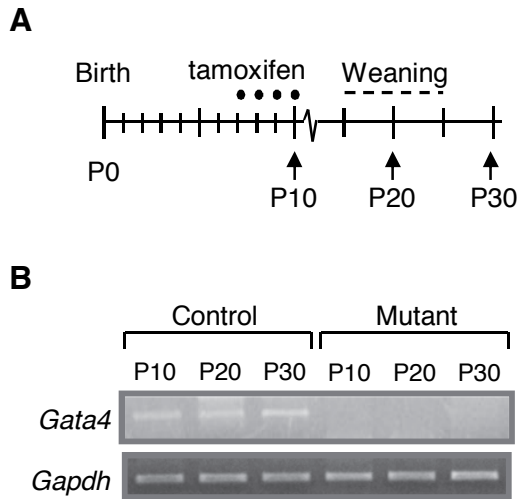 A
Birth tamoxifen Weaning
P0
P10 P20 P30
B
Control Mutant
P10 P20 P30 P10 P20 P30
Gata4
Gapdh